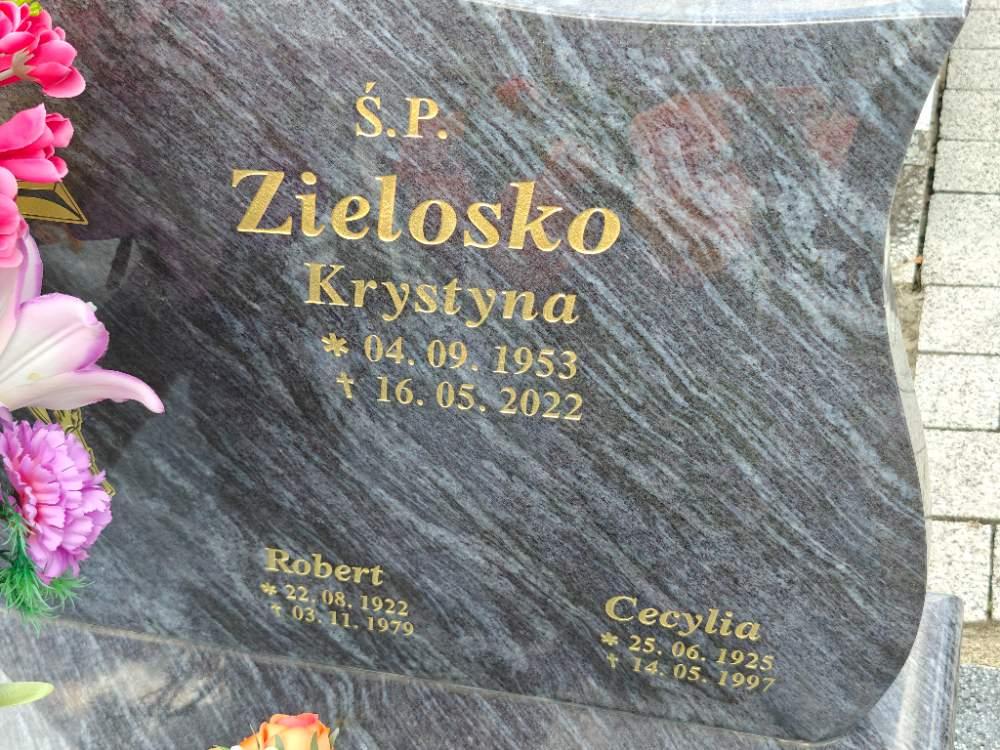 Ś.P.
Zielosko
Krystyna
* 04. 09. 1953
† 16. 05. 2022
Robert
* 22. 08. 1922
† 03. 11. 1979
Cecylia
* 25. 06. 1925
† 14. 05. 1997